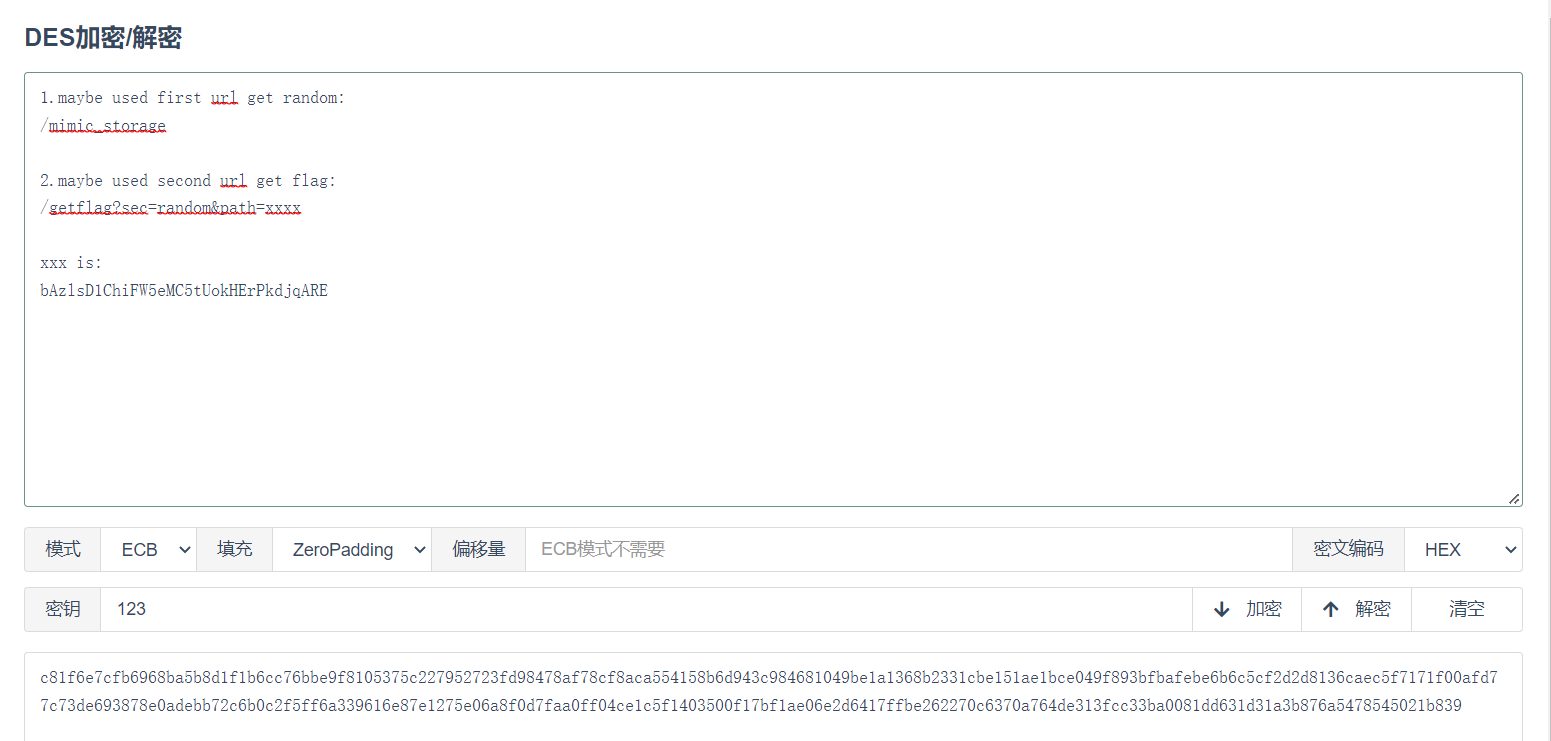 DES加密/解密
1.maybe used first url get random:
/mimic_storage
2.maybe used second url get flag:
/getflag?sec=random&path=xxxx
xxx is:
bAzlsD1ChiFW5eMC5tUokHErPkdjqARE
模式 ECB 填充 ZeroPadding 偏移量 ECB模式不需要 密文编码 HEX
密钥 123 加密 解密 清空
c81f6e7cfb6968ba5b8d1f1b6cc76bbe9f8105375c227952723fd98478af78cf8aca554158b6d943c984681049be1a1368b2331cbe151ae1bce049f893bfbafebe6b6c5cf2d2d8136caec5f7171f00afd7
7c73de693878e0adebb72c6b0c2f5ff6a339616e87e1275e06a8f0d7faa0ff04ce1c5f1403500f17bf1ae06e2d6417ffbe262270c6370a764de313fcc33ba0081dd631d31a3b876a5478545021b839